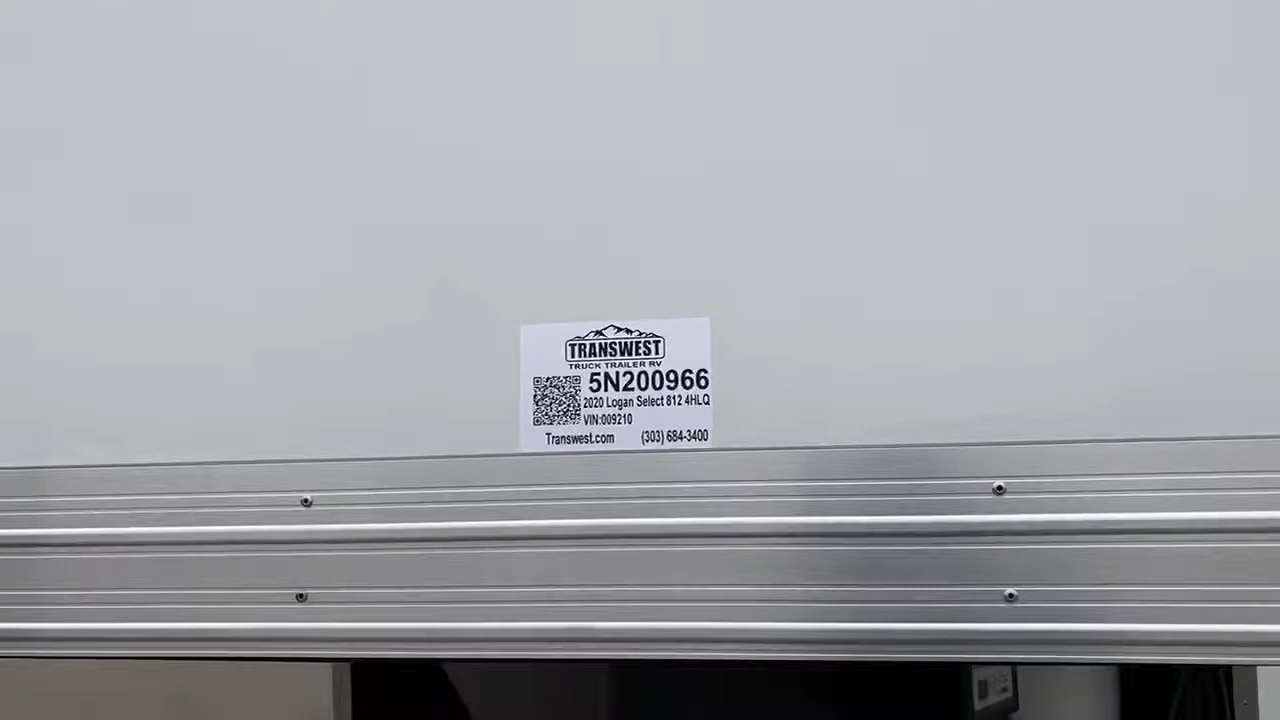 TRANSWEST
TRUCK TRAILER RV
5N200966
2020 Logan Select 812 4HLQ
VIN:009210
Transwest.com (303) 684-3400